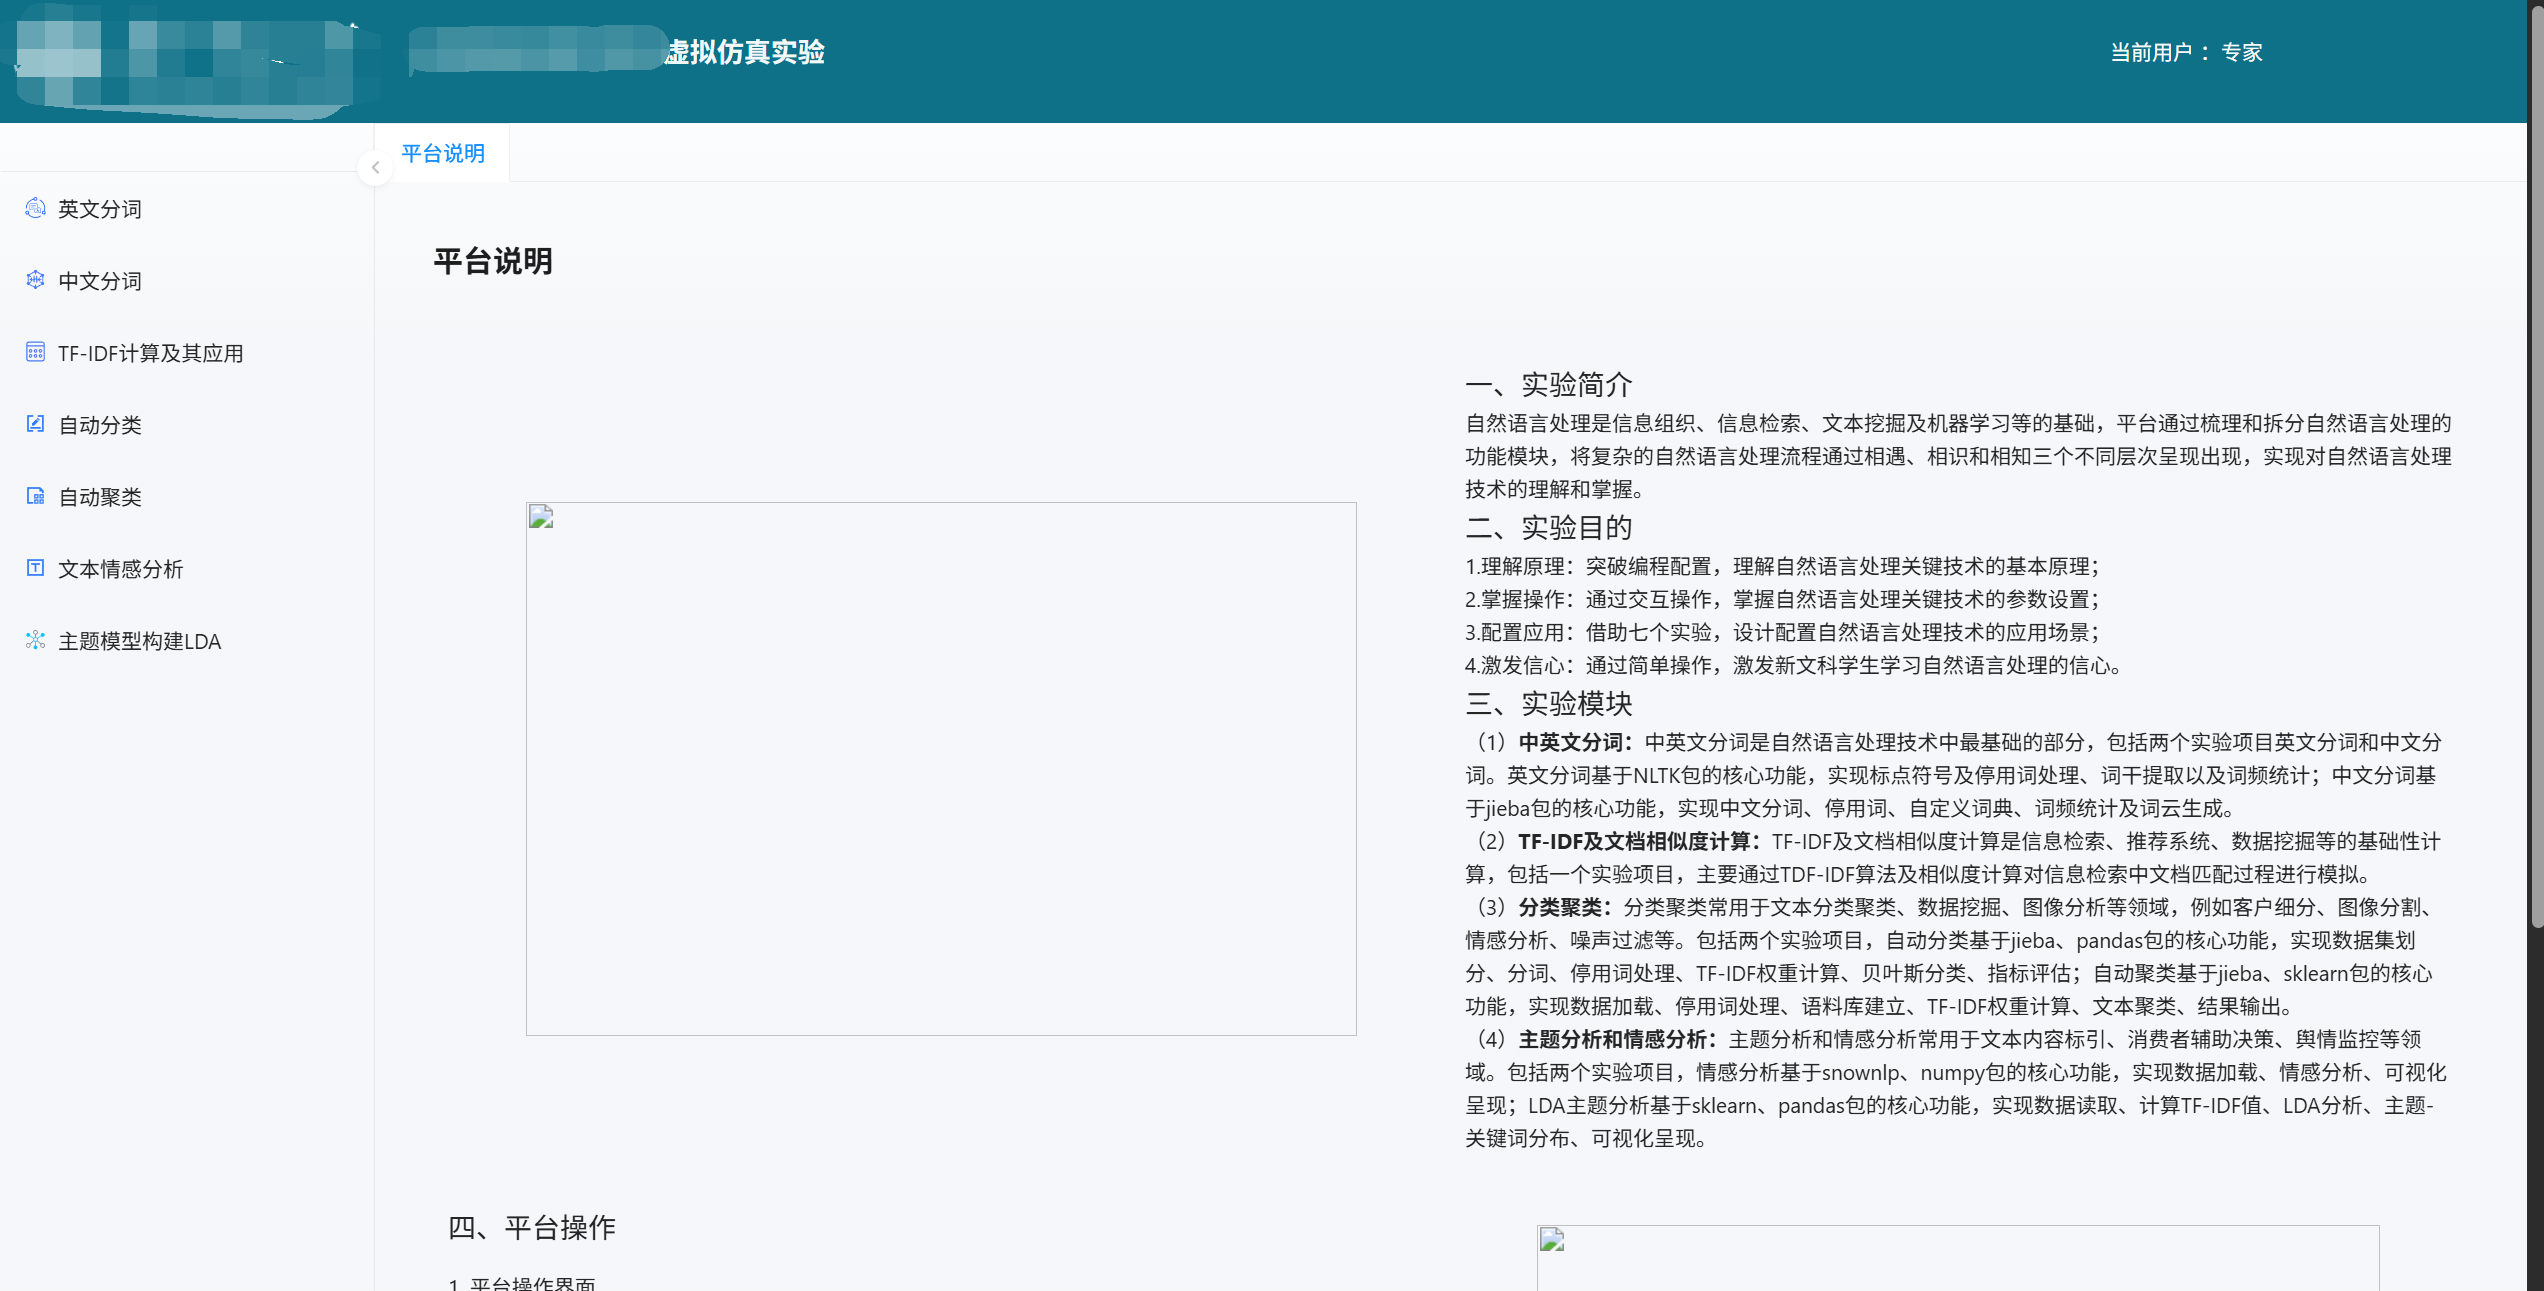 虚拟仿真实验
当前用户 : 专家
平台说明
英文分词
中文分词
TF-IDF计算及其应用
自动分类
自动聚类
文本情感分析
主题模型构建LDA
平台说明
一、实验简介
自然语言处理是信息组织、信息检索、文本挖掘及机器学习等的基础，平台通过梳理和拆分自然语言处理的
功能模块，将复杂的自然语言处理流程通过相遇、相识和相知三个不同层次呈现出现，实现对自然语言处理
技术的理解和掌握。
二、实验目的
1.理解原理：突破编程配置，理解自然语言处理关键技术的基本原理；
2.掌握操作：通过交互操作，掌握自然语言处理关键技术的参数设置；
3.配置应用：借助七个实验，设计配置自然语言处理技术的应用场景；
4.激发信心：通过简单操作，激发新文科学生学习自然语言处理的信心。
三、实验模块
（1）中英文分词：中英文分词是自然语言处理技术中最基础的部分，包括两个实验项目英文分词和中文分
词。英文分词基于NLTK包的核心功能，实现标点符号及停用词处理、词干提取以及词频统计；中文分词基
于jieba包的核心功能，实现中文分词、停用词、自定义词典、词频统计及词云生成。
（2）TF-IDF及文档相似度计算：TF-IDF及文档相似度计算是信息检索、推荐系统、数据挖掘等的基础性计
算，包括一个实验项目，主要通过TDF-IDF算法及相似度计算对信息检索中文档匹配过程进行模拟。
（3）分类聚类：分类聚类常用于文本分类聚类、数据挖掘、图像分析等领域，例如客户细分、图像分割、
情感分析、噪声过滤等。包括两个实验项目，自动分类基于jieba、pandas包的核心功能，实现数据集划
分、分词、停用词处理、TF-IDF权重计算、贝叶斯分类、指标评估；自动聚类基于jieba、sklearn包的核心
功能，实现数据加载、停用词处理、语料库建立、TF-IDF权重计算、文本聚类、结果输出。
（4）主题分析和情感分析：主题分析和情感分析常用于文本内容标引、消费者辅助决策、舆情监控等领
域。包括两个实验项目，情感分析基于snownlp、numpy包的核心功能，实现数据加载、情感分析、可视化
呈现；LDA主题分析基于sklearn、pandas包的核心功能，实现数据读取、计算TF-IDF值、LDA分析、主题-
关键词分布、可视化呈现。
四、平台操作
1. 平台操作界面